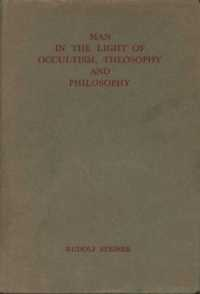 MAN
IN THE LIGHT OF
OCCULTISM, THEOSOPHY
AND
PHILOSOPHY
RUDOLF STEINER